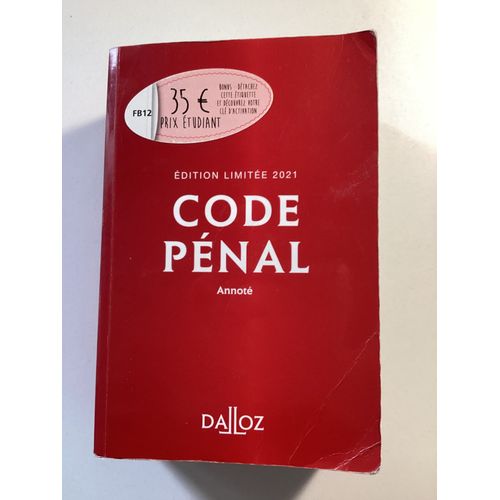 FB12
35 €
PRIX ÉTUDIANT
BONUS : DÉTACHEZ
CETTE ÉTIQUETTE
ET DÉCOUVREZ VOTRE
CLÉ D'ACTIVATION
ÉDITION LIMITÉE 2021
CODE
PÉNAL
Annoté
DALLOZ